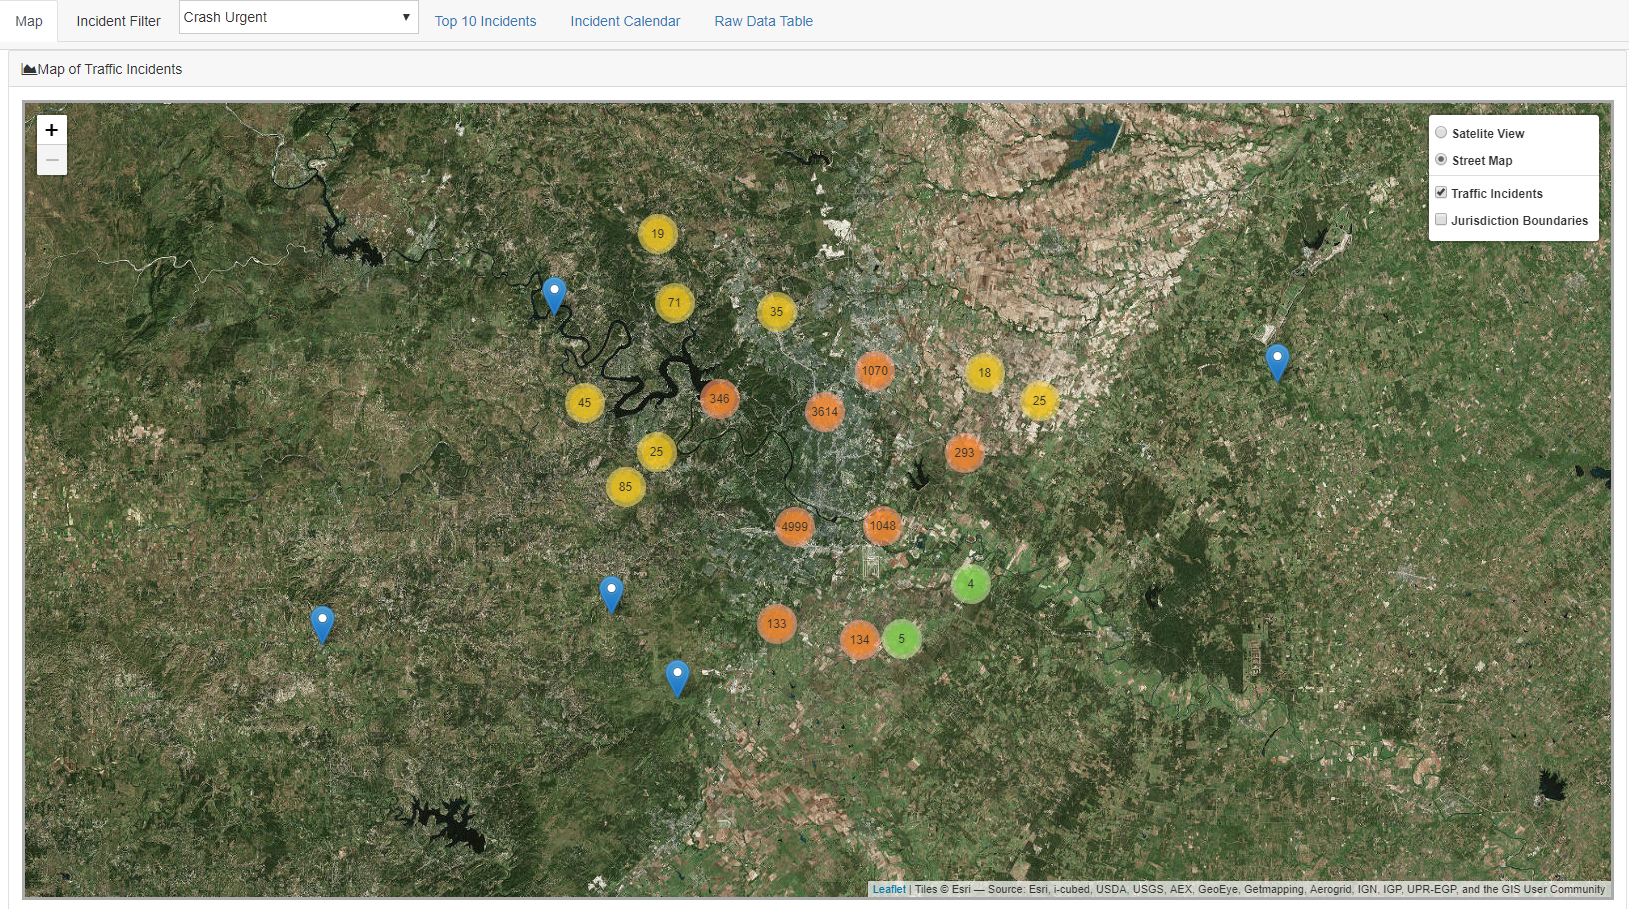 Map Incident Filter Crash Urgent Top 10 Incidents Incident Calendar Raw Data Table
Map of Traffic Incidents
+
−
Satelite View
Street Map
Traffic Incidents
Jurisdiction Boundaries
19
71
35
1070
18
45
346
3614
25
25
293
85
4999
1048
4
133
134
5
Leaflet | Tiles © Esri — Source: Esri, i-cubed, USDA, USGS, AEX, GeoEye, Getmapping, Aerogrid, IGN, IGP, UPR-EGP, and the GIS User Community